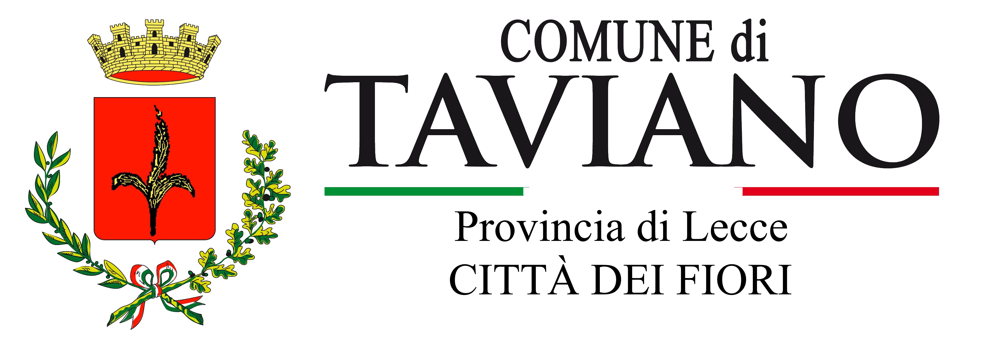 COMUNE di
TAVIANO
Provincia di Lecce
CITTÀ DEI FIORI